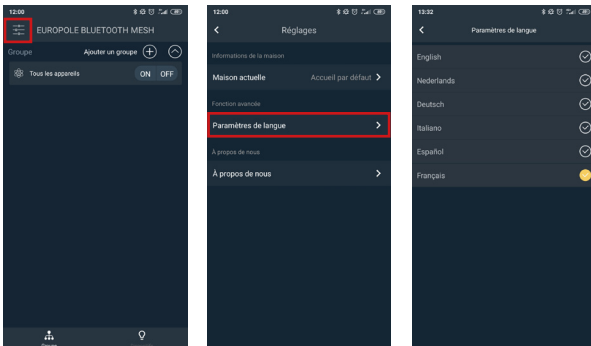 12:00
EUROPOLE BLUETOOTH MESH
Groupe
Ajouter un groupe
Tous les appareils
ON OFF
12:00
Réglages
Informations de la maison
Maison actuelle
Accueil par défaut
Fonction avancée
Paramètres de langue
À propos de nous
À propos de nous
13:32
Paramètres de langue
English
Nederlands
Deutsch
Italiano
Español
Français